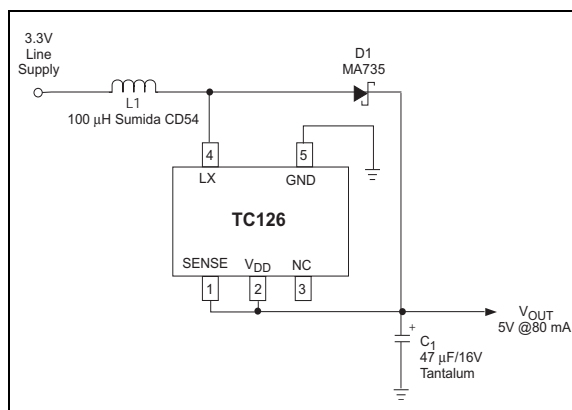 3.3V
Line
Supply
L1
100 µH Sumida CD54
D1
MA735
4
5
LX
GND
TC126
SENSE
VDD
NC
1
2
3
VOUT
5V @80 mA
+
C1
47 µF/16V
Tantalum